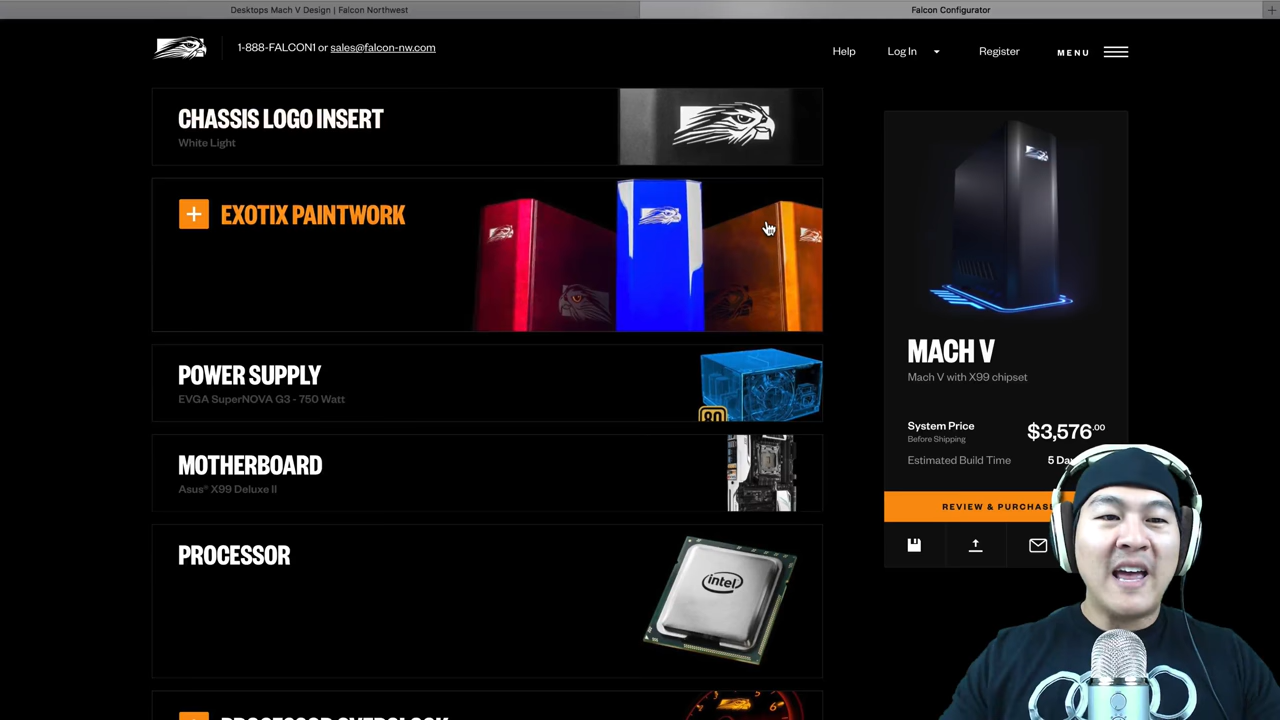 Desktops Mach V Design | Falcon Northwest
Falcon Configurator
1-888-FALCON1 or sales@falcon-nw.com
Help
Log In
Register
MENU
CHASSIS LOGO INSERT
White Light
EXOTIX PAINTWORK
POWER SUPPLY
EVGA SuperNOVA G3 - 750 Watt
80
MOTHERBOARD
Asus® X99 Deluxe II
PROCESSOR
intel
PROCESSOR OVERCLOCK
MACH V
Mach V with X99 chipset
System Price
$3,576.00
Before Shipping
Estimated Build Time
5 Da
REVIEW & PURCHAS